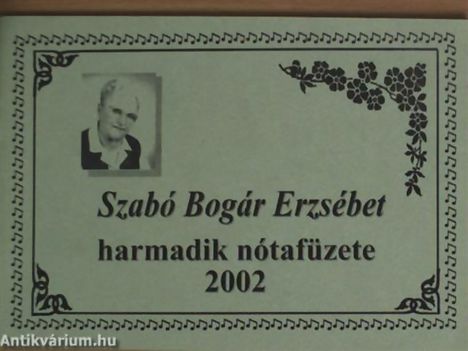 Szabó Bogár Erzsébet
harmadik nótafüzete
2002
Antikvárium.hu